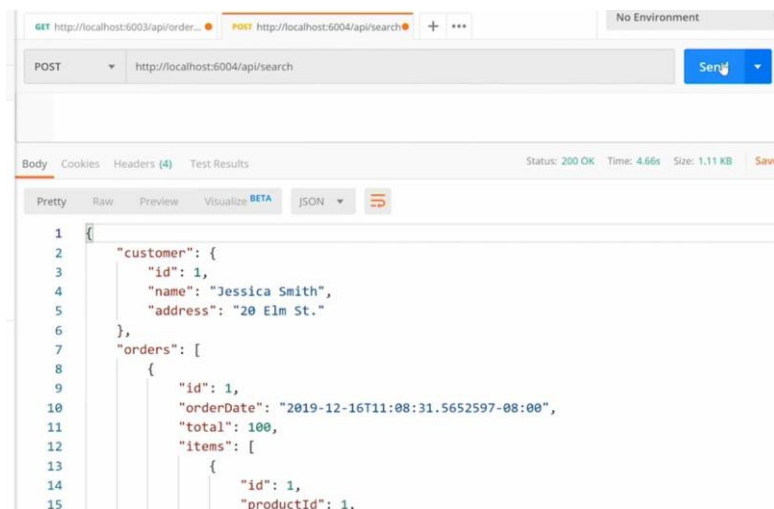 GET http://localhost:6003/api/order... POST http://localhost:6004/api/search + ••• No Environment
POST http://localhost:6004/api/search Send
Body Cookies Headers (4) Test Results Status: 200 OK Time: 4.66s Size: 1.11 KB Save
Pretty Raw Preview Visualize BETA JSON
1 {
2 "customer": {
3 "id": 1,
4 "name": "Jessica Smith",
5 "address": "20 Elm St."
6 },
7 "orders": [
8 {
9 "id": 1,
10 "orderDate": "2019-12-16T11:08:31.5652597-08:00",
11 "total": 100,
12 "items": [
13 {
14 "id": 1,
15 "productId": 1,